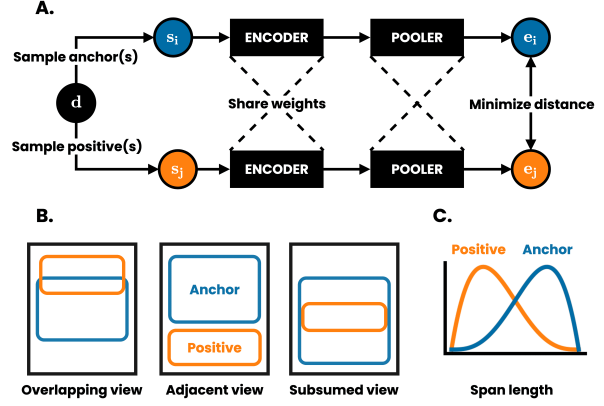 A.
s_i ENCODER POOLER e_i
Sample anchor(s)
d
Share weights
Minimize distance
Sample positive(s)
s_j ENCODER POOLER e_j
B.
Anchor
Positive
Overlapping view
Adjacent view
Subsumed view
C.
Positive Anchor
Span length